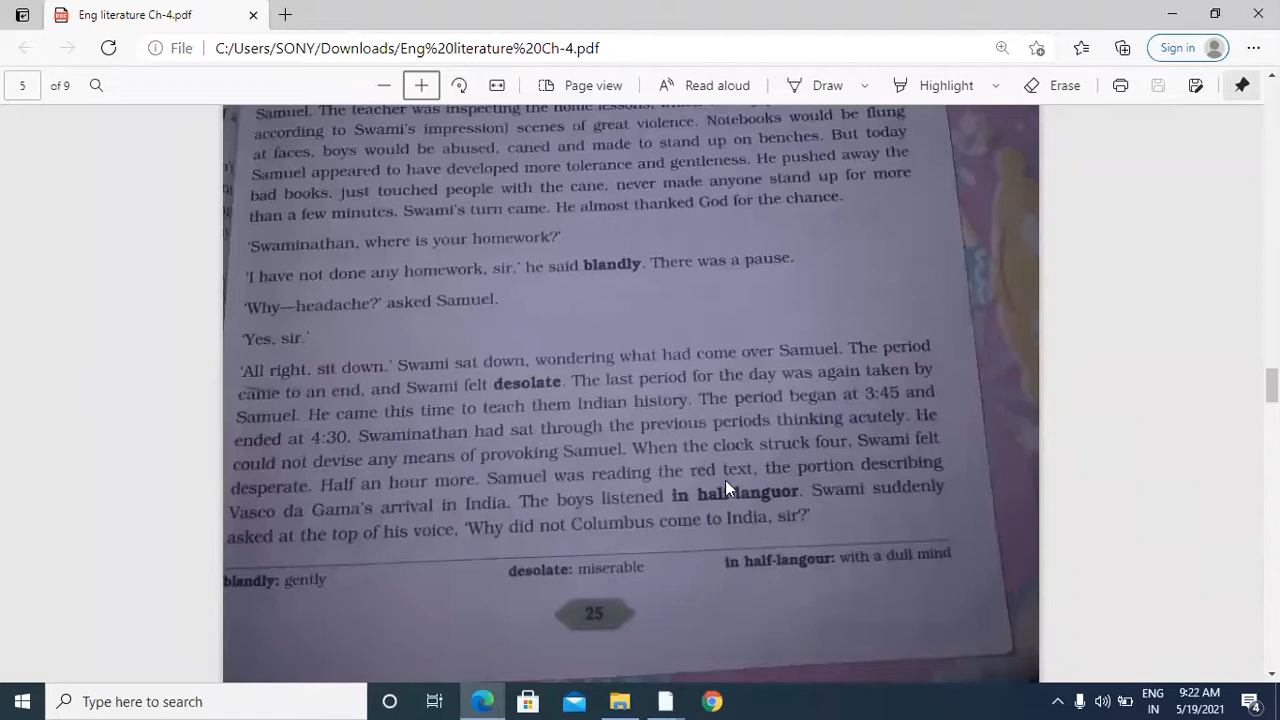 Eng literature Ch-4.pdf
File C:/Users/SONY/Downloads/Eng%20literature%20Ch-4.pdf Sign in
5 of 9 Page view Read aloud Draw Highlight Erase
Samuel. The teacher was inspecting the home lessons,
according to Swami's impression) scenes of great violence. Notebooks would be flung
at faces, boys would be abused, caned and made to stand up on benches. But today
Samuel appeared to have developed more tolerance and gentleness. He pushed away the
bad books, just touched people with the cane, never made anyone stand up for more
than a few minutes. Swami's turn came. He almost thanked God for the chance.
'Swaminathan, where is your homework?'
'I have not done any homework, sir,' he said blandly. There was a pause.
'Why—headache?' asked Samuel.
'Yes, sir.'
'All right, sit down.' Swami sat down, wondering what had come over Samuel. The period
came to an end, and Swami felt desolate. The last period for the day was again taken by
Samuel. He came this time to teach them Indian history. The period began at 3:45 and
ended at 4:30. Swaminathan had sat through the previous periods thinking acutely. He
could not devise any means of provoking Samuel. When the clock struck four, Swami felt
desperate. Half an hour more. Samuel was reading the red text, the portion describing
Vasco da Gama's arrival in India. The boys listened in half-languor. Swami suddenly
asked at the top of his voice, 'Why did not Columbus come to India, sir?'
blandly: gently desolate: miserable in half-langour: with a dull mind
25
Type here to search ENG IN 9:22 AM 5/19/2021 4